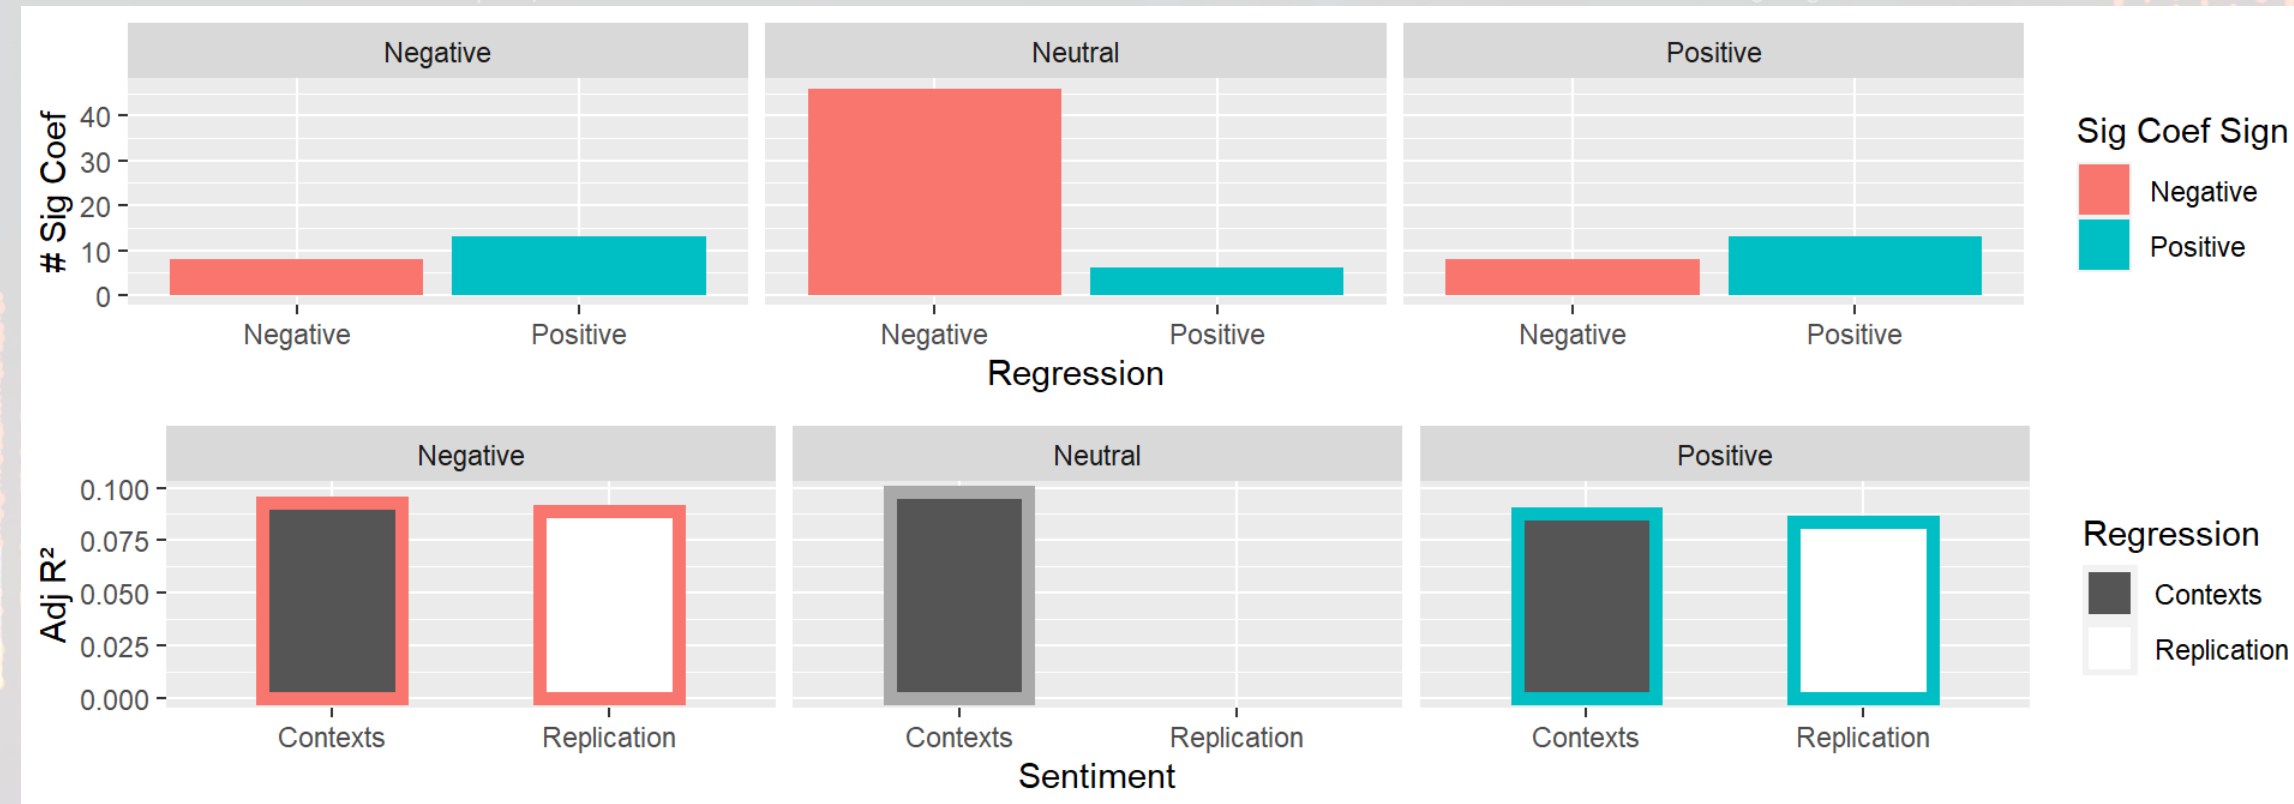 Negative
Neutral
Positive
# Sig Coef
40
30
20
10
0
Negative Positive
Negative Positive
Negative Positive
Regression
Sig Coef Sign
Negative
Positive
Negative
Neutral
Positive
Adj R²
0.100
0.075
0.050
0.025
0.000
Contexts Replication
Contexts Replication
Contexts Replication
Sentiment
Regression
Contexts
Replication